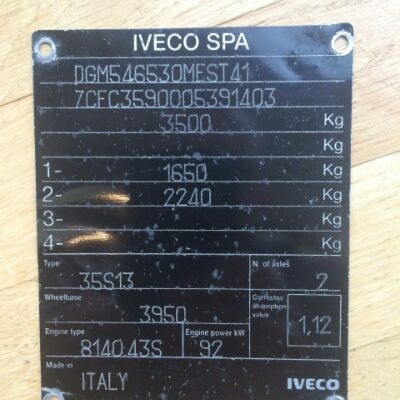 IVECO SPA
DGM546530MEST41
ZCFC3590005391403
3500 Kg
Kg
1- 1650 Kg
2- 2240 Kg
3- Kg
4- Kg
Type N. of axles
35S13 2
Wheelbase Corrected absorption value
3950 1,12
Engine type Engine power kW
8140.43S 92
Made in
ITALY IVECO